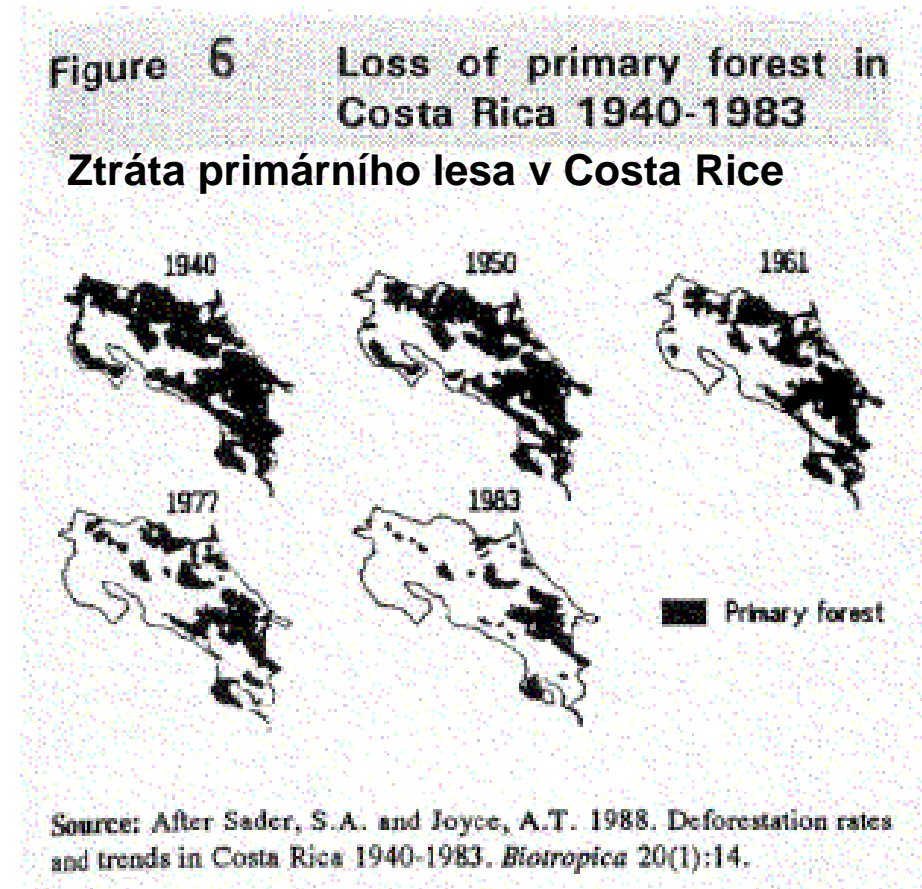 Figure 6
Loss of primary forest in
Costa Rica 1940-1983
Ztráta primárního lesa v Costa Rice
1940
1950
1961
1977
1983
Primary forest
Source: After Sader, S.A. and Joyce, A.T. 1988. Deforestation rates
and trends in Costa Rica 1940-1983. Biotropica 20(1):14.